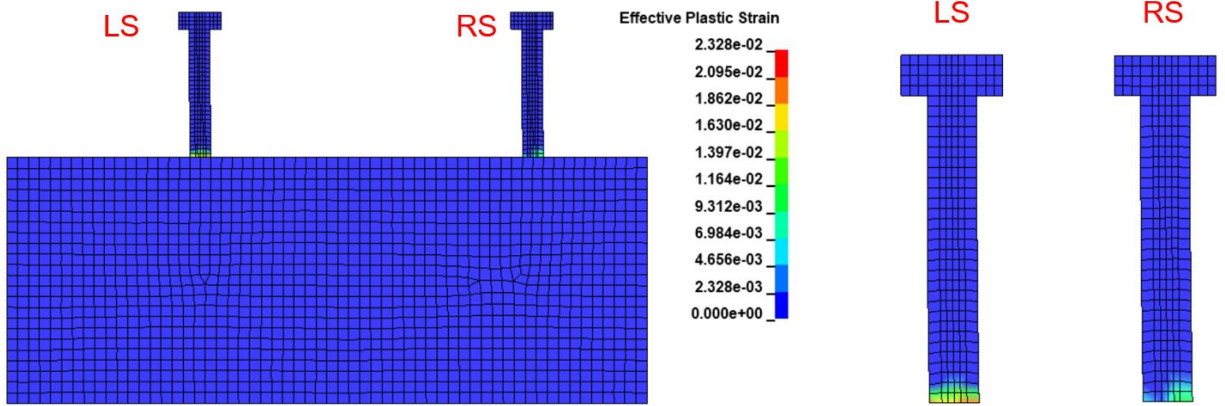 LS
RS
Effective Plastic Strain
2.328e-02
2.095e-02
1.862e-02
1.630e-02
1.397e-02
1.164e-02
9.312e-03
6.984e-03
4.656e-03
2.328e-03
0.000e+00
LS
RS